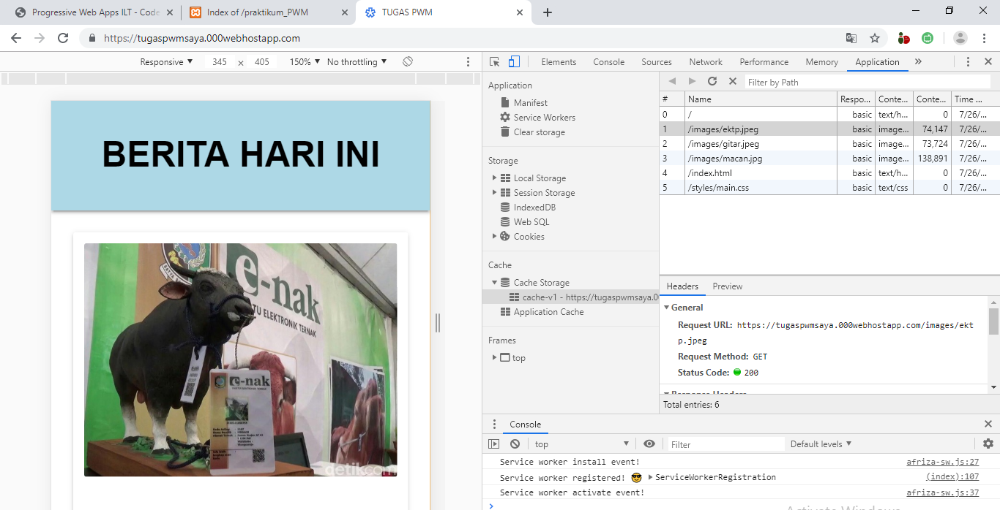 Progressive Web Apps ILT - Code
Index of /praktikum_PWM
TUGAS PWM
https://tugaspwmsaya.000webhostapp.com
Responsive ▼ 345 × 405 150% ▼ No throttling ▼
Elements Console Sources Network Performance Memory Application »
Application
Manifest
Service Workers
Clear storage
Storage
Local Storage
Session Storage
IndexedDB
Web SQL
Cookies
Cache
Cache Storage
cache-v1 - https://tugaspwmsaya.0
Application Cache
Frames
top
Filter by Path
# Name Respo... Conte... Conte... Time ...
0 / basic text/h... 0 7/26/...
1 /images/ektp.jpeg basic image... 74,147 7/26/...
2 /images/gitar.jpeg basic image... 73,724 7/26/...
3 /images/macan.jpg basic image... 138,891 7/26/...
4 /index.html basic text/h... 0 7/26/...
5 /styles/main.css basic text/css 0 7/26/...
Headers Preview
General
Request URL: https://tugaspwmsaya.000webhostapp.com/images/ekt
p.jpeg
Request Method: GET
Status Code: 200
Response Headers
Total entries: 6
Console
top Filter Default levels ▼
Service worker install event! afriza-sw.js:27
Service worker registered! 😎 ServiceWorkerRegistration (index):107
Service worker activate event! afriza-sw.js:37
Activate Windows
BERITA HARI INI
e-nak
TU ELEKTRONIK TERNAK
e-nak
detikcom